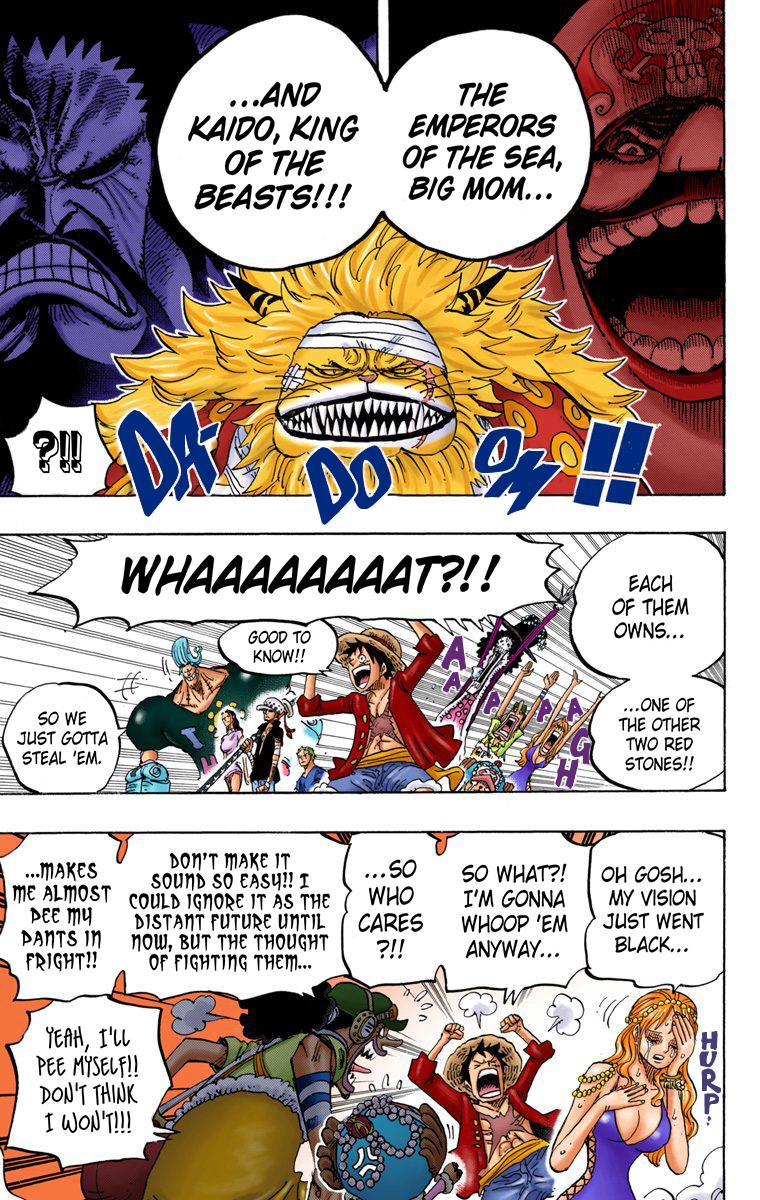 THE
EMPERORS
OF THE SEA,
BIG MOM...
...AND
KAIDO, KING
OF THE
BEASTS!!!
?!!
DA-
DO
OM!!
EACH
OF THEM
OWNS...
...ONE OF
THE OTHER
TWO RED
STONES!!
WHAAAAAAAAT?!!
AAPPAGH
GOOD TO
KNOW!!
SO WE
JUST GOTTA
STEAL 'EM.
OH GOSH...
MY VISION
JUST WENT
BLACK...
HURP
SO WHAT?!
I'M GONNA
WHOOP 'EM
ANYWAY...
...SO
WHO
CARES
?!!
DON'T MAKE IT
SOUND SO EASY!! I
COULD IGNORE IT AS THE
DISTANT FUTURE UNTIL
NOW, BUT THE THOUGHT
OF FIGHTING THEM...
...MAKES
ME ALMOST
PEE MY
PANTS IN
FRIGHT!!
YEAH, I'LL
PEE MYSELF!!
DON'T THINK
I WON'T!!!